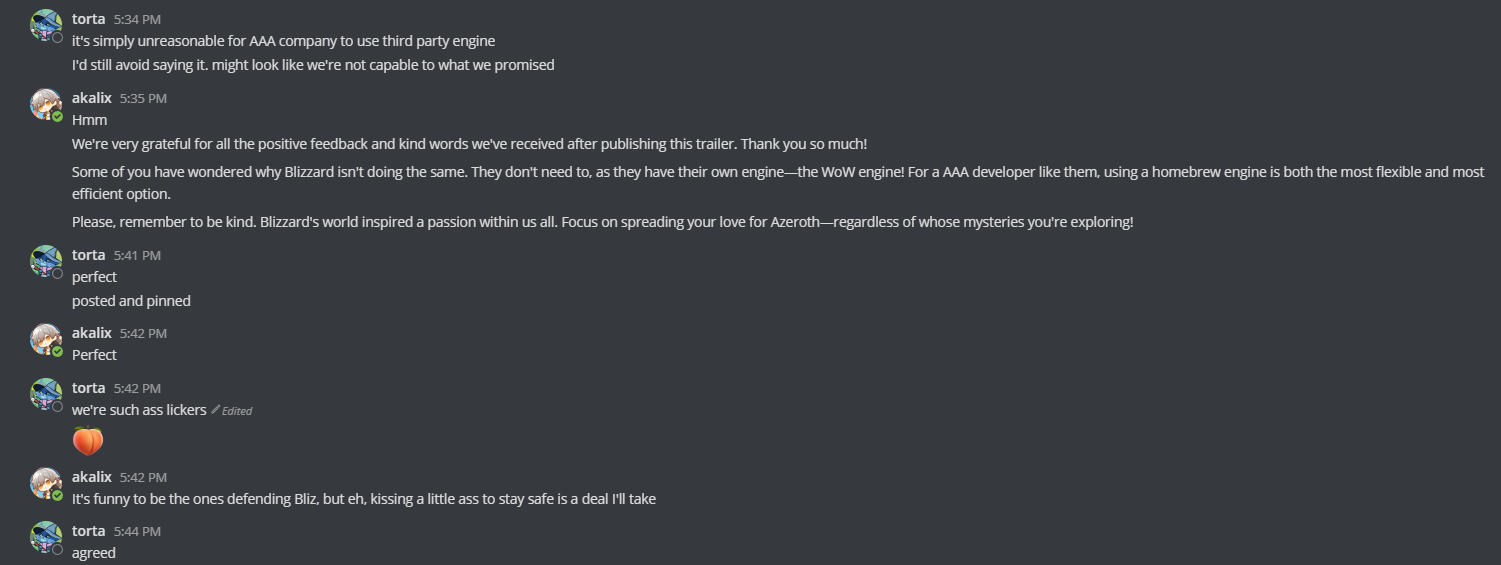 torta 5:34 PM
it's simply unreasonable for AAA company to use third party engine
I'd still avoid saying it. might look like we're not capable to what we promised
akalix 5:35 PM
Hmm
We're very grateful for all the positive feedback and kind words we've received after publishing this trailer. Thank you so much!
Some of you have wondered why Blizzard isn't doing the same. They don't need to, as they have their own engine—the WoW engine! For a AAA developer like them, using a homebrew engine is both the most flexible and most
efficient option.
Please, remember to be kind. Blizzard's world inspired a passion within us all. Focus on spreading your love for Azeroth—regardless of whose mysteries you're exploring!
torta 5:41 PM
perfect
posted and pinned
akalix 5:42 PM
Perfect
torta 5:42 PM
we're such ass lickers Edited
akalix 5:42 PM
It's funny to be the ones defending Bliz, but eh, kissing a little ass to stay safe is a deal I'll take
torta 5:44 PM
agreed